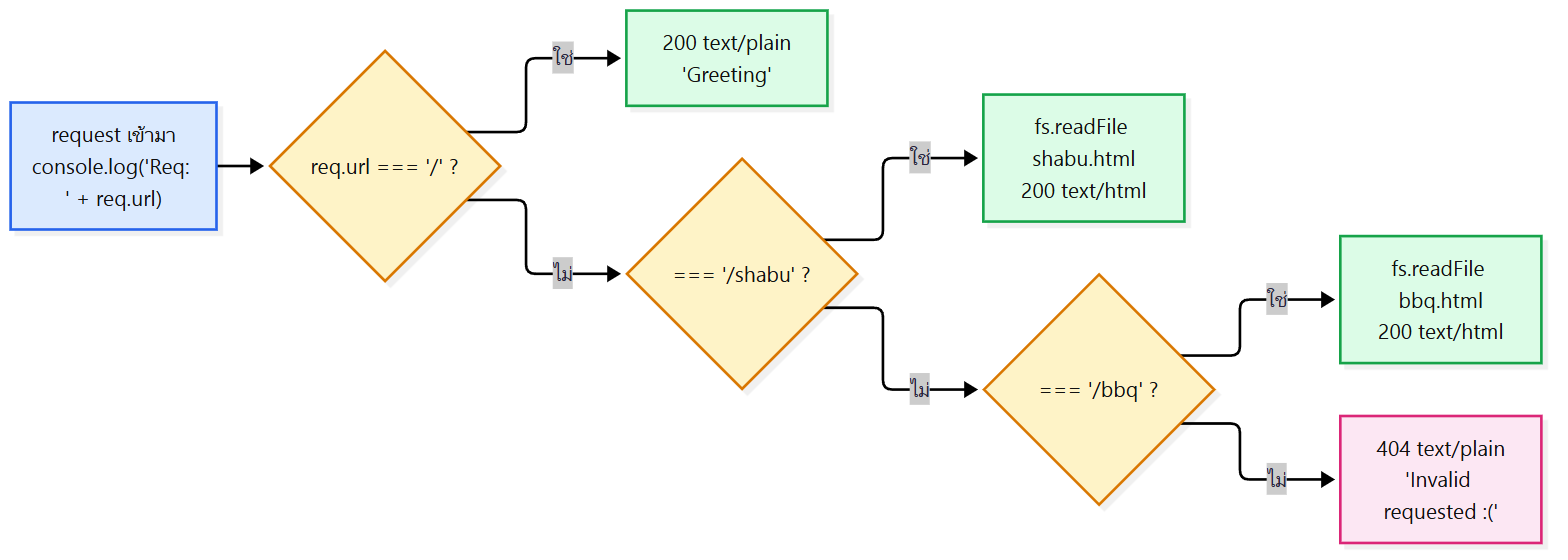 request เข้ามา
console.log('Req:
' + req.url)
req.url === '/' ?
ใช่
200 text/plain
'Greeting'
ไม่
=== '/shabu' ?
ใช่
fs.readFile
shabu.html
200 text/html
ไม่
=== '/bbq' ?
ใช่
fs.readFile
bbq.html
200 text/html
ไม่
404 text/plain
'Invalid
requested :('